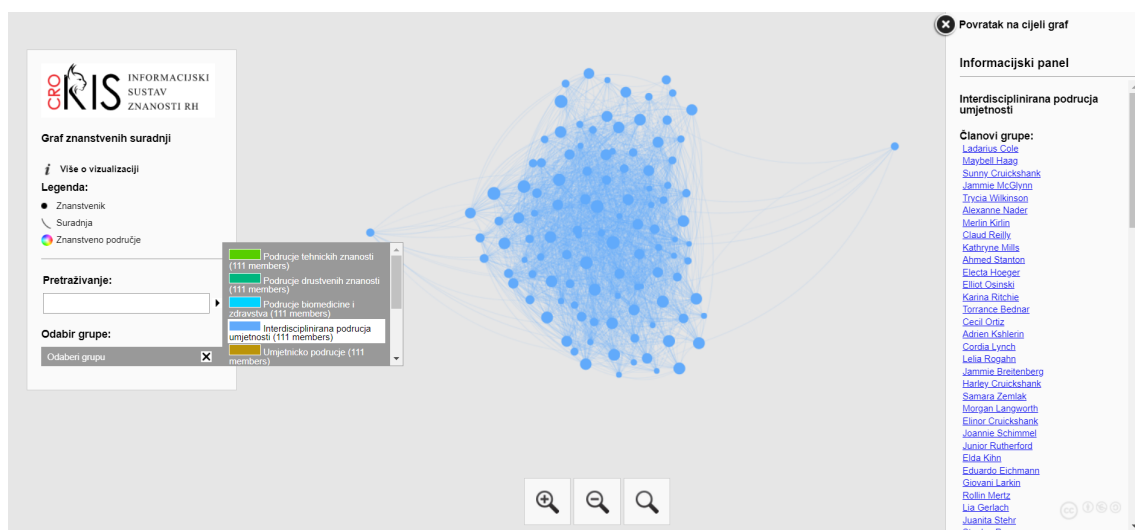 CRO
KIS
INFORMACIJSKI
SUSTAV
ZNANOSTI RH
Graf znanstvenih suradnji
i Više o vizualizaciji
Legenda:
Znanstvenik
Suradnja
Znanstveno područje
Pretraživanje:
Odabir grupe:
Odaberi grupu
Podrucje tehnickih znanosti
(111 members)
Podrucje drustvenih znanosti
(111 members)
Podrucje biomedicine i
zdravstva (111 members)
Interdisciplinirana podrucja
umjetnosti (111 members)
Umjetnicko podrucje (111
members)
Povratak na cijeli graf
Informacijski panel
Interdisciplinirana podrucja
umjetnosti
Članovi grupe:
Ladarius Cole
Maybell Haag
Sunny Cruickshank
Jammie McGlynn
Trycia Wilkinson
Alexanne Nader
Merlin Kirlin
Claud Reilly
Kathryne Mills
Ahmed Stanton
Electa Hoeger
Elliot Osinski
Karina Ritchie
Torrance Bednar
Cecil Ortiz
Adrien Kshlerin
Cordia Lynch
Lelia Rogahn
Jammie Breitenberg
Harley Cruickshank
Samara Zemlak
Morgan Langworth
Elinor Cruickshank
Joannie Schimmel
Junior Rutherford
Elda Kihn
Eduardo Eichmann
Giovani Larkin
Rollin Mertz
Lia Gerlach
Juanita Stehr